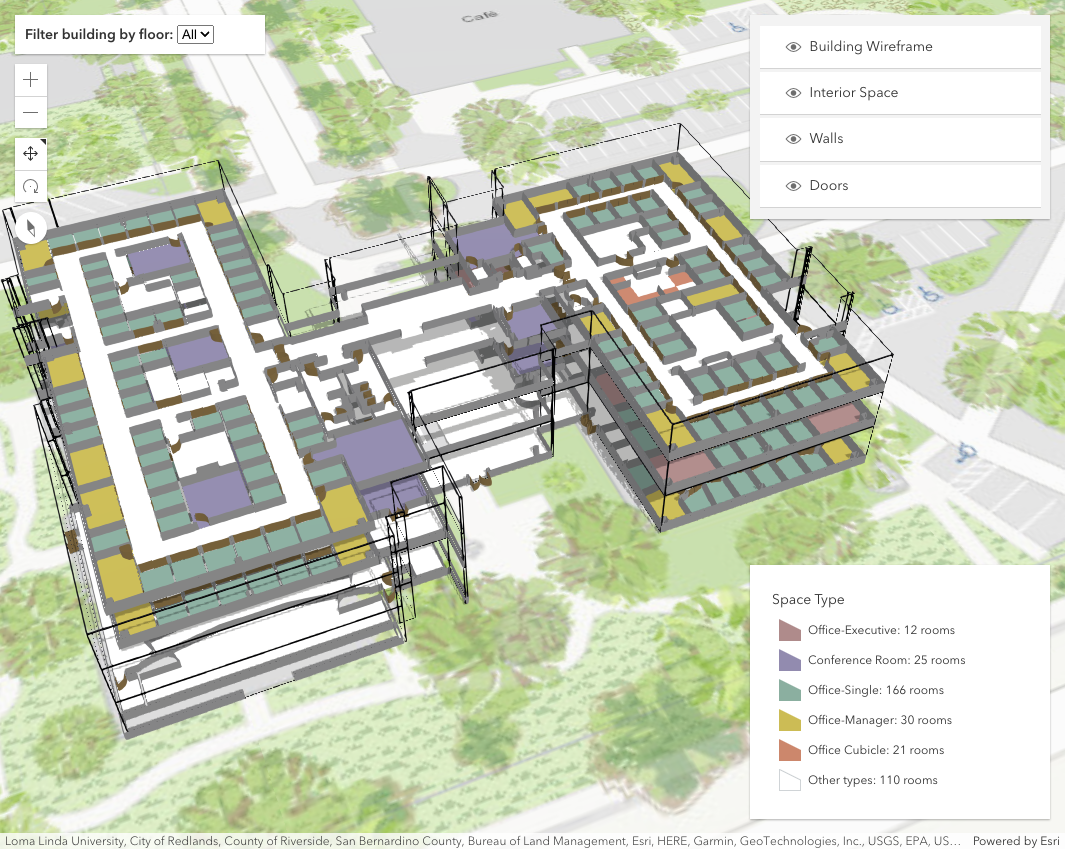 Filter building by floor: All
Café
Building Wireframe
Interior Space
Walls
Doors
Space Type
Office-Executive: 12 rooms
Conference Room: 25 rooms
Office-Single: 166 rooms
Office-Manager: 30 rooms
Office Cubicle: 21 rooms
Other types: 110 rooms
Loma Linda University, City of Redlands, County of Riverside, San Bernardino County, Bureau of Land Management, Esri, HERE, Garmin, GeoTechnologies, Inc., USGS, EPA, US... Powered by Esri